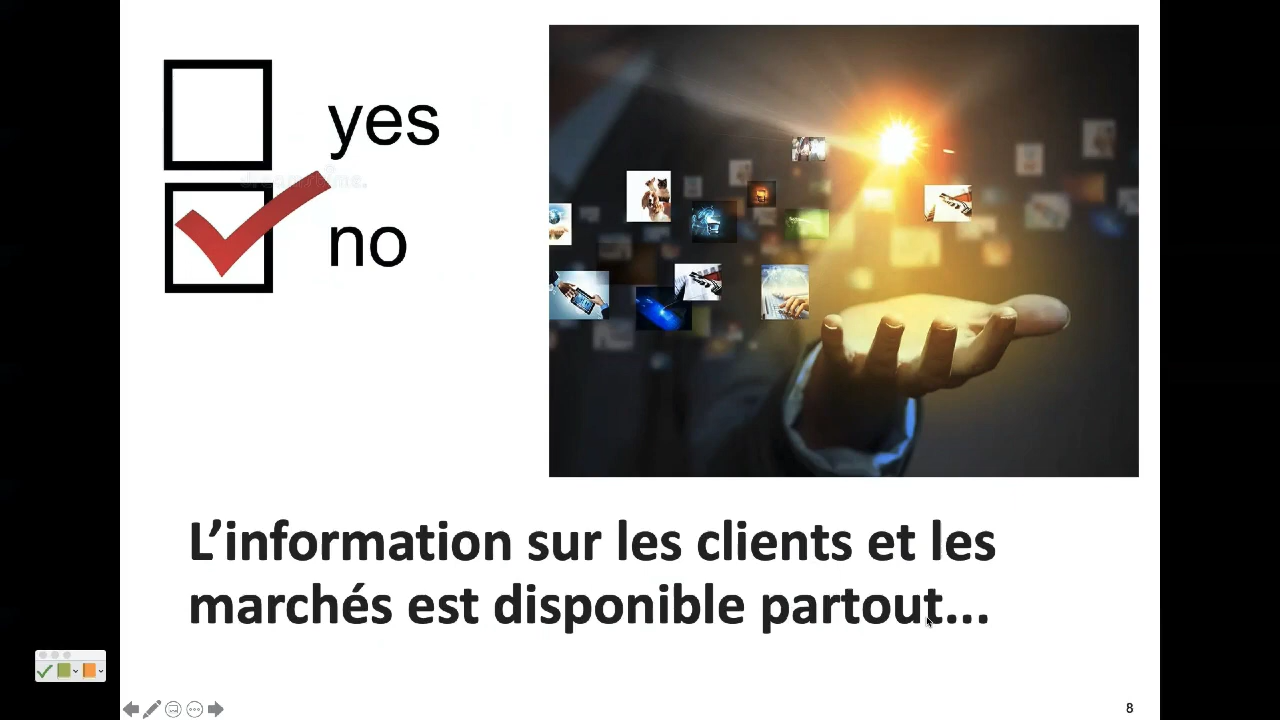 yes
no
L’information sur les clients et les
marchés est disponible partout...
8